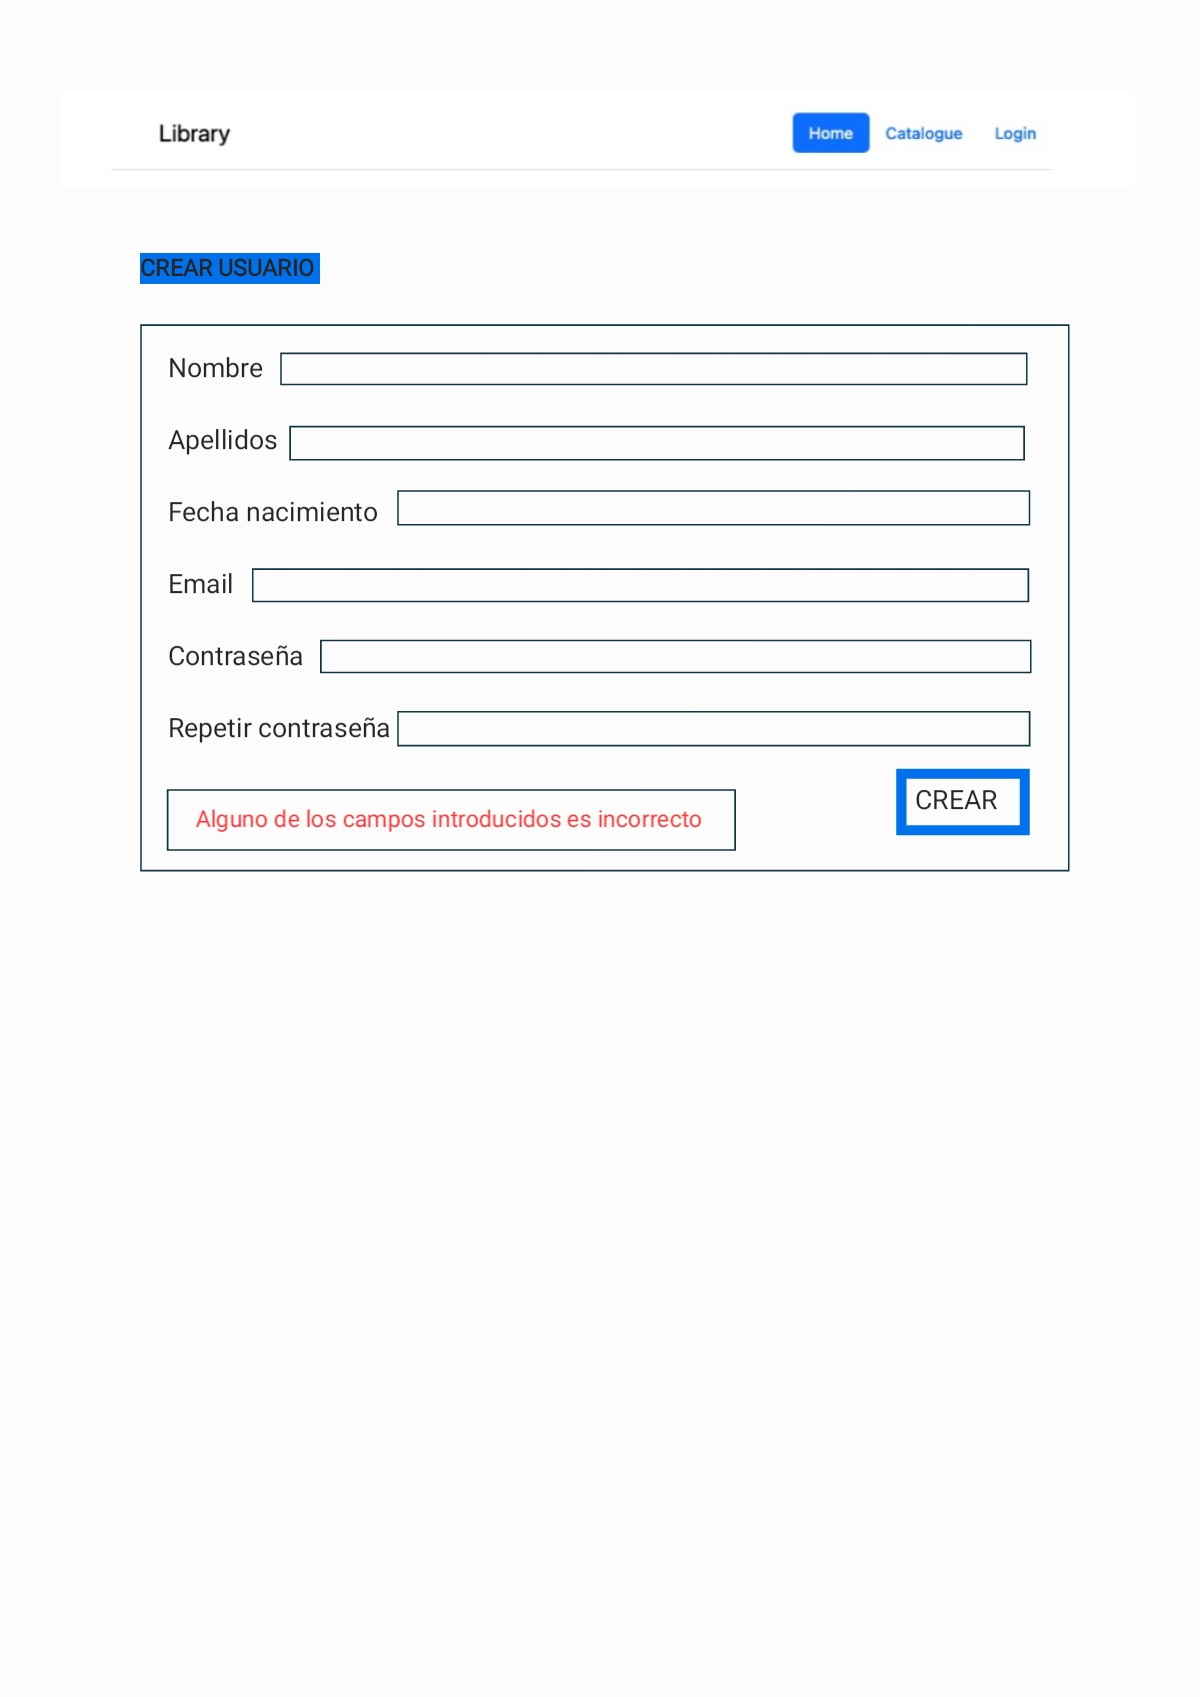 Library Home Catalogue Login
CREAR USUARIO
Nombre
Apellidos
Fecha nacimiento
Email
Contraseña
Repetir contraseña
CREAR
Alguno de los campos introducidos es incorrecto